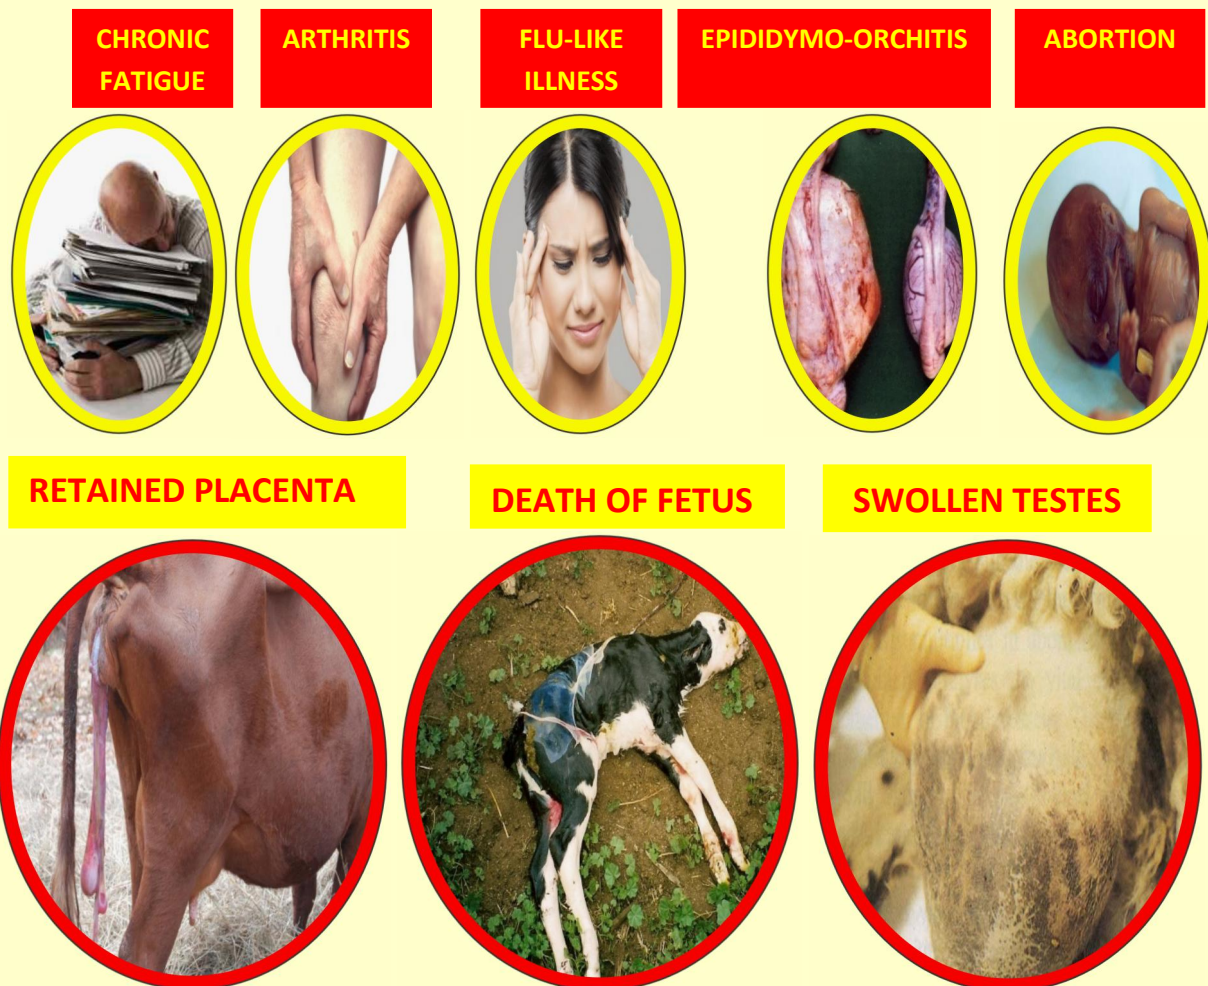 CHRONIC
FATIGUE
ARTHRITIS
FLU-LIKE
ILLNESS
EPIDIDYMO-ORCHITIS
ABORTION
RETAINED PLACENTA
DEATH OF FETUS
SWOLLEN TESTES